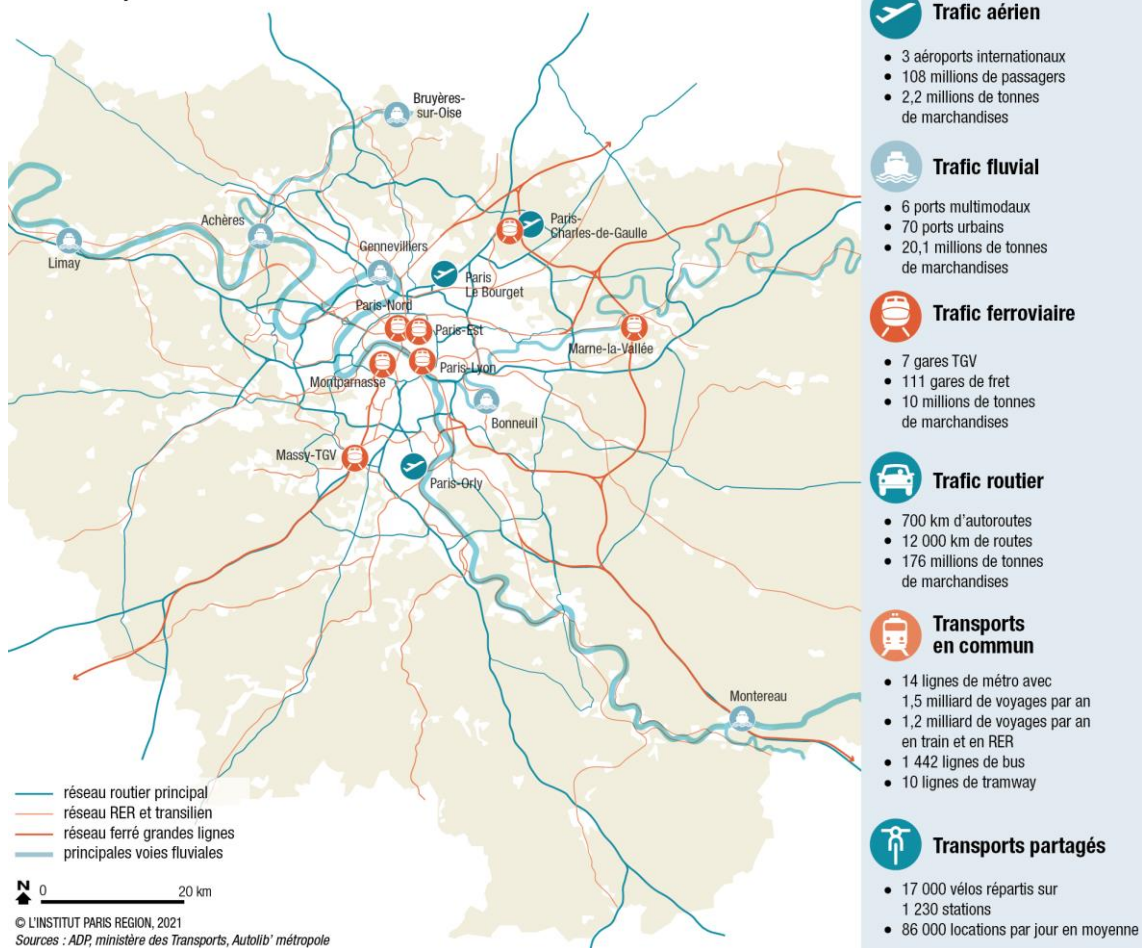 Bruyères-
sur-Oise
Achères
Limay
Gennevilliers
Paris-
Charles-de-Gaulle
Paris
Le Bourget
Paris-Nord
Paris-Est
Marne-la-Vallée
Paris-Lyon
Montparnasse
Bonneuil
Massy-TGV
Paris-Orly
Montereau
réseau routier principal
réseau RER et transilien
réseau ferré grandes lignes
principales voies fluviales
N
0 20 km
© L'INSTITUT PARIS REGION, 2021
Sources : ADP, ministère des Transports, Autolib' métropole
Trafic aérien
• 3 aéroports internationaux
• 108 millions de passagers
• 2,2 millions de tonnes
de marchandises
Trafic fluvial
• 6 ports multimodaux
• 70 ports urbains
• 20,1 millions de tonnes
de marchandises
Trafic ferroviaire
• 7 gares TGV
• 111 gares de fret
• 10 millions de tonnes
de marchandises
Trafic routier
• 700 km d'autoroutes
• 12 000 km de routes
• 176 millions de tonnes
de marchandises
Transports
en commun
• 14 lignes de métro avec
1,5 milliard de voyages par an
• 1,2 milliard de voyages par an
en train et en RER
• 1 442 lignes de bus
• 10 lignes de tramway
Transports partagés
• 17 000 vélos répartis sur
1 230 stations
• 86 000 locations par jour en moyenne